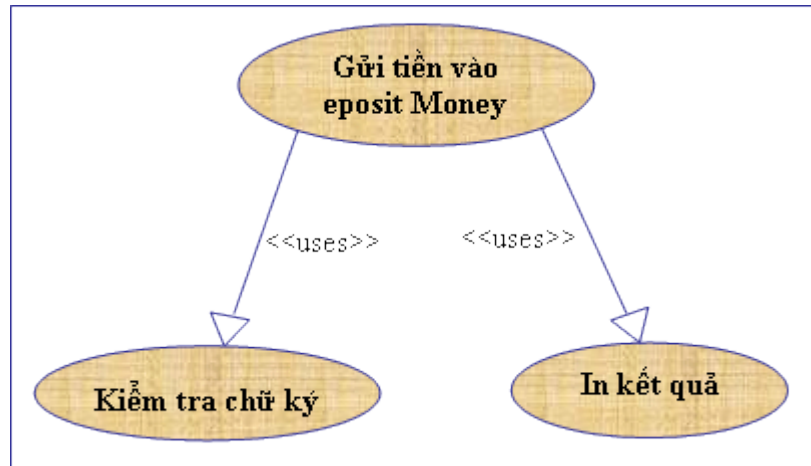 Gửi tiền vào
eposit Money
<<uses>>
<<uses>>
Kiểm tra chữ ký
In kết quả